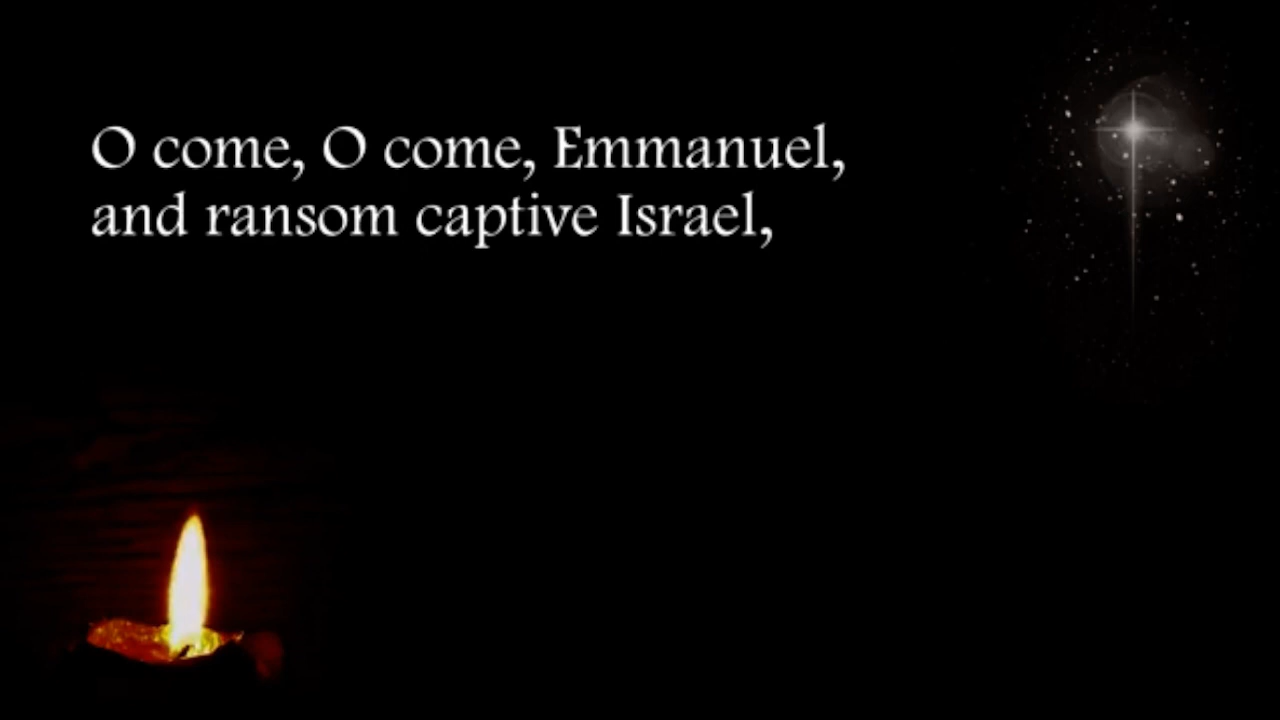 O come, O come, Emmanuel,
and ransom captive Israel,